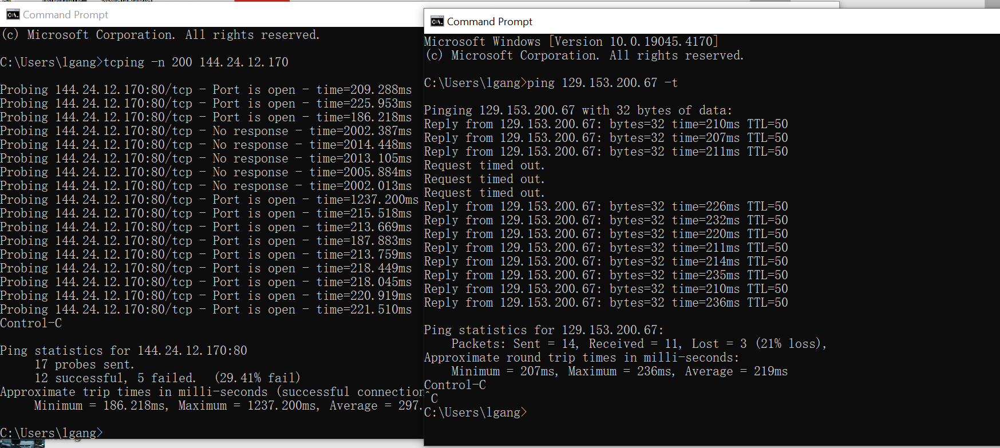 Command Prompt
(c) Microsoft Corporation. All rights reserved.
C:\Users\lgang>tcping -n 200 144.24.12.170
Probing 144.24.12.170:80/tcp - Port is open - time=209.288ms
Probing 144.24.12.170:80/tcp - Port is open - time=225.953ms
Probing 144.24.12.170:80/tcp - Port is open - time=186.218ms
Probing 144.24.12.170:80/tcp - No response - time=2002.387ms
Probing 144.24.12.170:80/tcp - No response - time=2014.448ms
Probing 144.24.12.170:80/tcp - No response - time=2013.105ms
Probing 144.24.12.170:80/tcp - No response - time=2005.884ms
Probing 144.24.12.170:80/tcp - No response - time=2002.013ms
Probing 144.24.12.170:80/tcp - Port is open - time=1237.200ms
Probing 144.24.12.170:80/tcp - Port is open - time=215.518ms
Probing 144.24.12.170:80/tcp - Port is open - time=213.669ms
Probing 144.24.12.170:80/tcp - Port is open - time=187.883ms
Probing 144.24.12.170:80/tcp - Port is open - time=213.759ms
Probing 144.24.12.170:80/tcp - Port is open - time=218.449ms
Probing 144.24.12.170:80/tcp - Port is open - time=218.045ms
Probing 144.24.12.170:80/tcp - Port is open - time=220.919ms
Probing 144.24.12.170:80/tcp - Port is open - time=221.510ms
Control-C
Ping statistics for 144.24.12.170:80
17 probes sent.
12 successful, 5 failed.  (29.41% fail)
Approximate trip times in milli-seconds (successful connection
Minimum = 186.218ms, Maximum = 1237.200ms, Average = 297.
C:\Users\lgang>
Command Prompt
Microsoft Windows [Version 10.0.19045.4170]
(c) Microsoft Corporation. All rights reserved.
C:\Users\lgang>ping 129.153.200.67 -t
Pinging 129.153.200.67 with 32 bytes of data:
Reply from 129.153.200.67: bytes=32 time=210ms TTL=50
Reply from 129.153.200.67: bytes=32 time=207ms TTL=50
Reply from 129.153.200.67: bytes=32 time=211ms TTL=50
Request timed out.
Request timed out.
Request timed out.
Reply from 129.153.200.67: bytes=32 time=226ms TTL=50
Reply from 129.153.200.67: bytes=32 time=232ms TTL=50
Reply from 129.153.200.67: bytes=32 time=220ms TTL=50
Reply from 129.153.200.67: bytes=32 time=211ms TTL=50
Reply from 129.153.200.67: bytes=32 time=214ms TTL=50
Reply from 129.153.200.67: bytes=32 time=235ms TTL=50
Reply from 129.153.200.67: bytes=32 time=210ms TTL=50
Reply from 129.153.200.67: bytes=32 time=236ms TTL=50
Ping statistics for 129.153.200.67:
Packets: Sent = 14, Received = 11, Lost = 3 (21% loss),
Approximate round trip times in milli-seconds:
Minimum = 207ms, Maximum = 236ms, Average = 219ms
Control-C
^C
C:\Users\lgang>